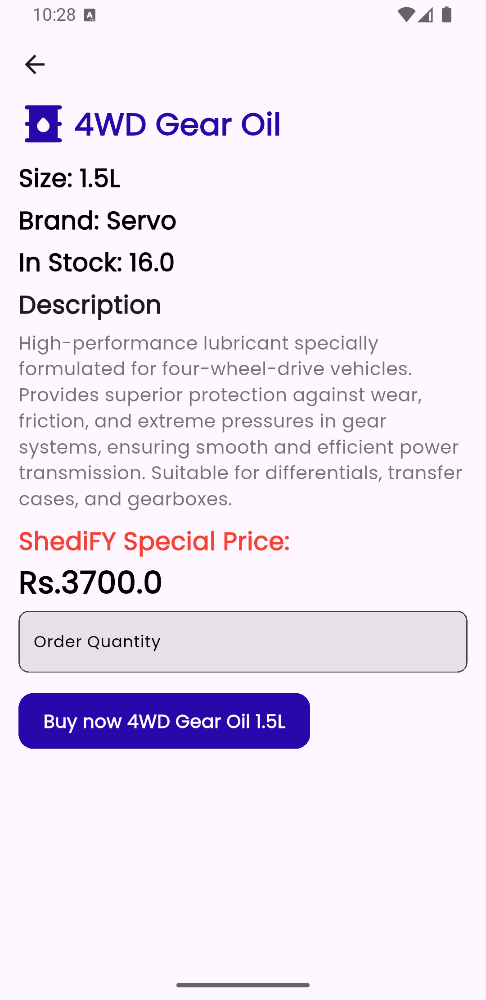 10:28
4WD Gear Oil
Size: 1.5L
Brand: Servo
In Stock: 16.0
Description
High-performance lubricant specially
formulated for four-wheel-drive vehicles.
Provides superior protection against wear,
friction, and extreme pressures in gear
systems, ensuring smooth and efficient power
transmission. Suitable for differentials, transfer
cases, and gearboxes.
ShediFY Special Price:
Rs.3700.0
Order Quantity
Buy now 4WD Gear Oil 1.5L